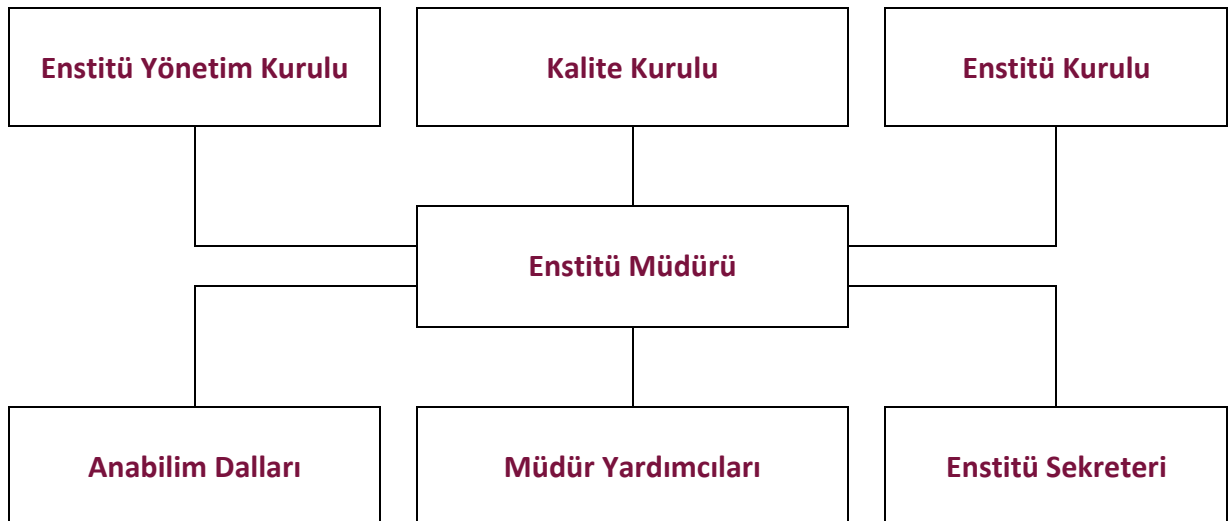 Enstitü Yönetim Kurulu
Kalite Kurulu
Enstitü Kurulu
Enstitü Müdürü
Anabilim Dalları
Müdür Yardımcıları
Enstitü Sekreteri